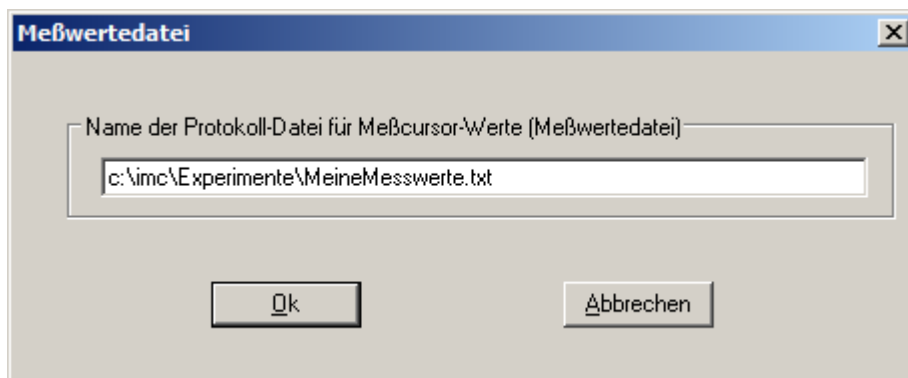 Meßwertedatei
Name der Protokoll-Datei für Meßcursor-Werte (Meßwertedatei)
c:\imc\Experimente\MeineMesswerte.txt
Ok
Abbrechen